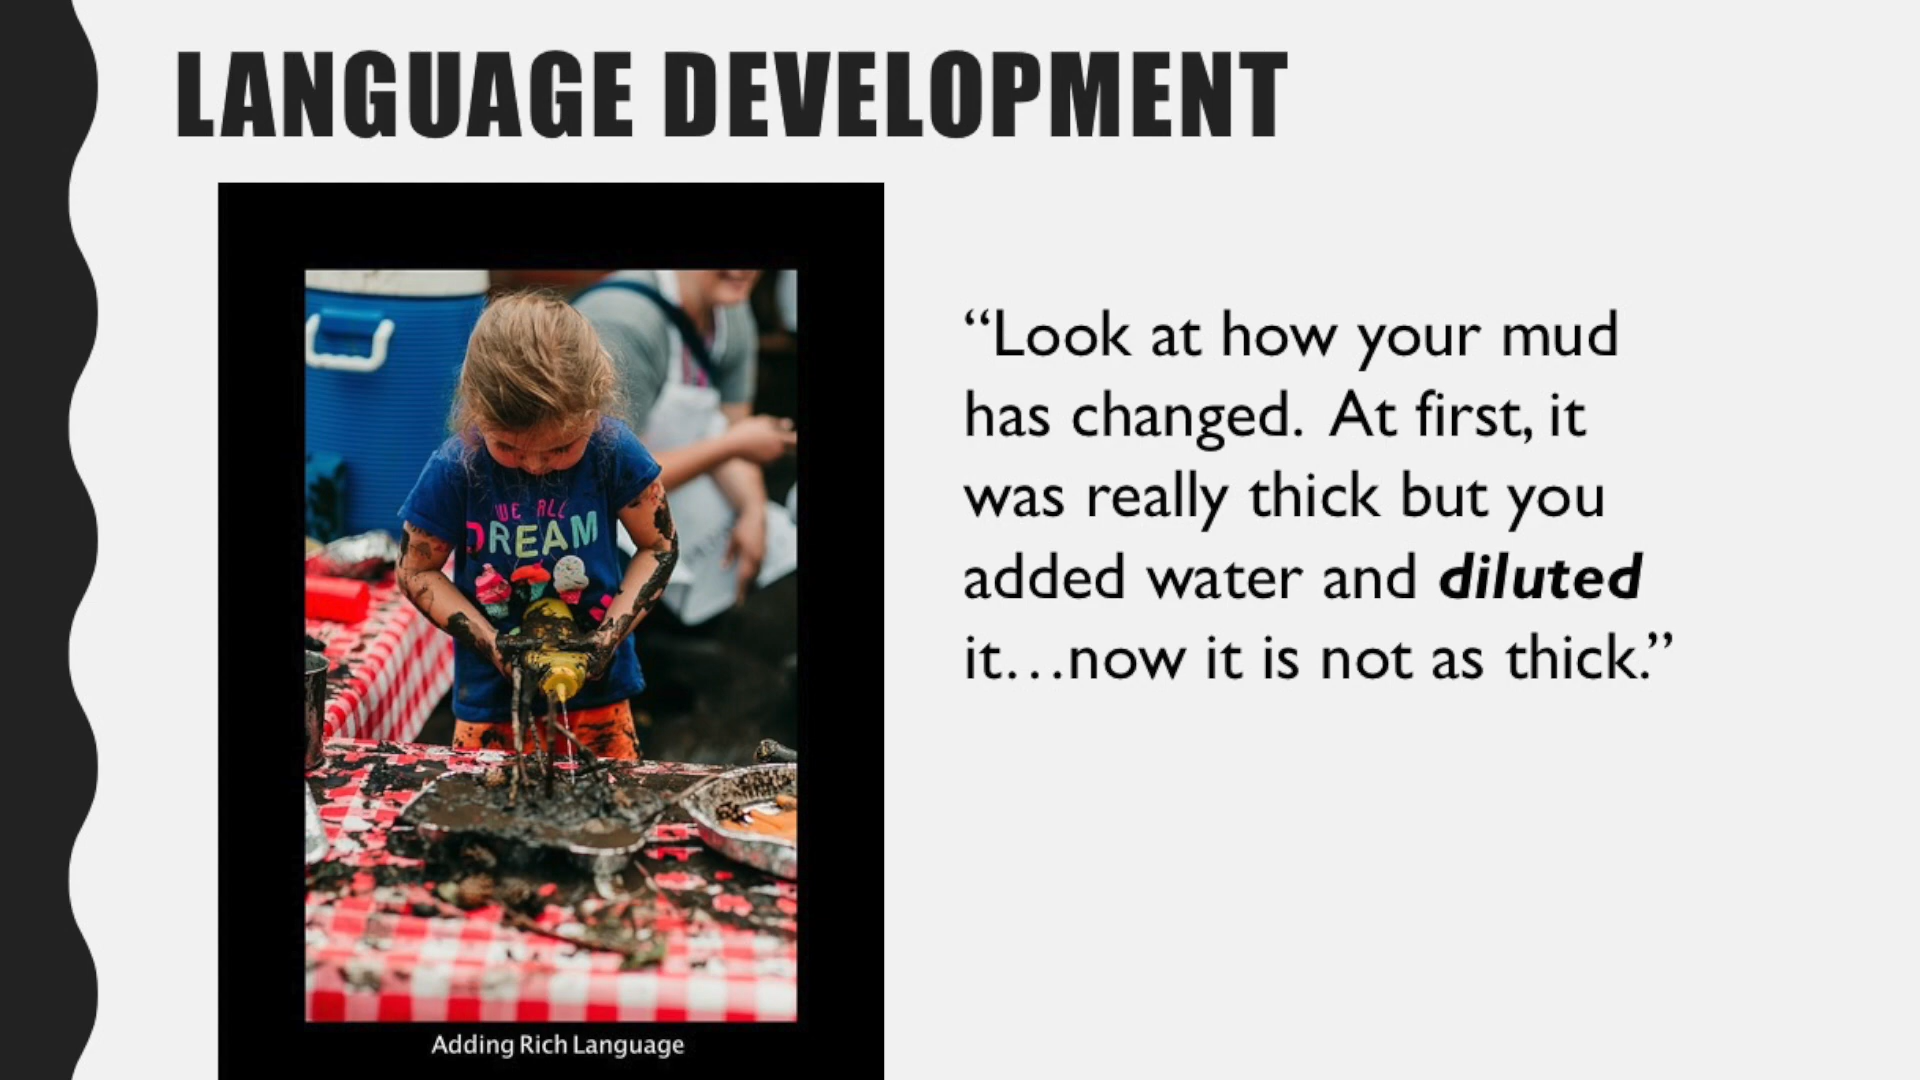 LANGUAGE DEVELOPMENT
WE ALL
DREAM
“Look at how your mud
has changed.  At first, it
was really thick but you
added water and diluted
it…now it is not as thick.”
Adding Rich Language